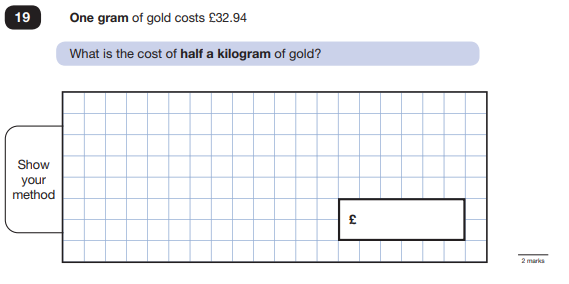 19
One gram of gold costs £32.94
What is the cost of half a kilogram of gold?
Show
your
method
£
2 marks